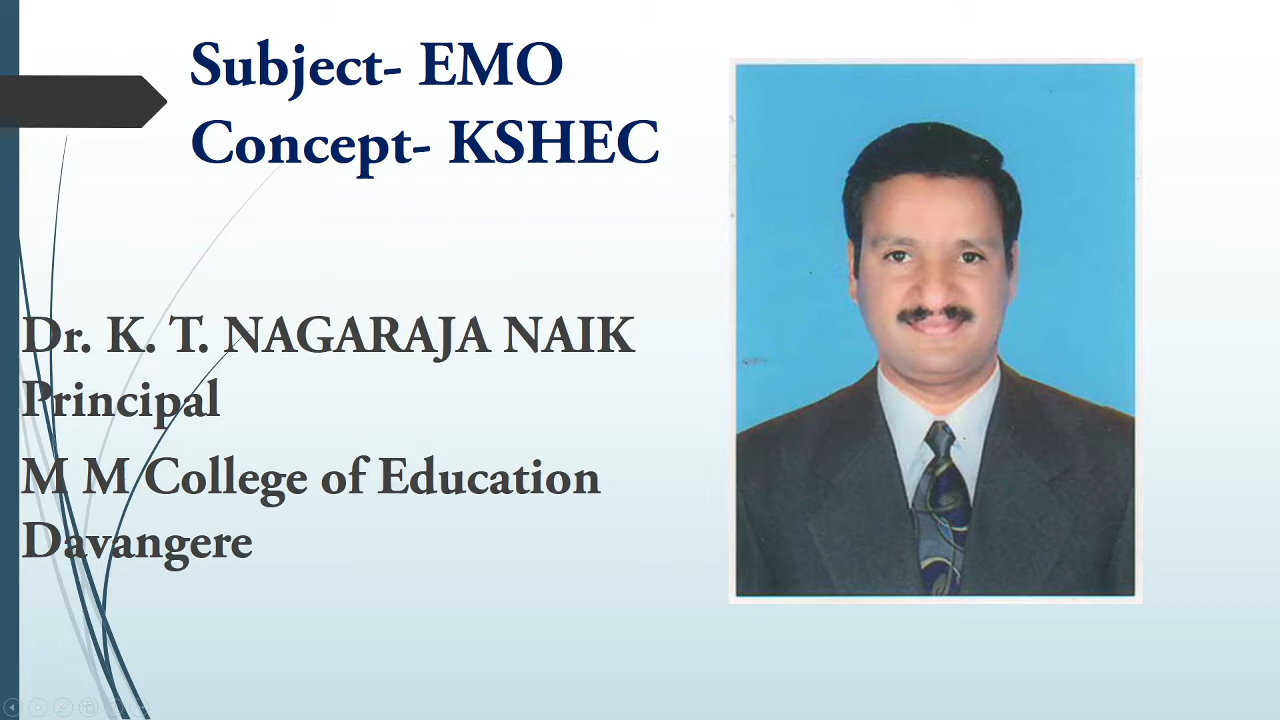 Subject- EMO
Concept- KSHEC
Dr. K. T. NAGARAJA NAIK
Principal
M M College of Education
Davangere